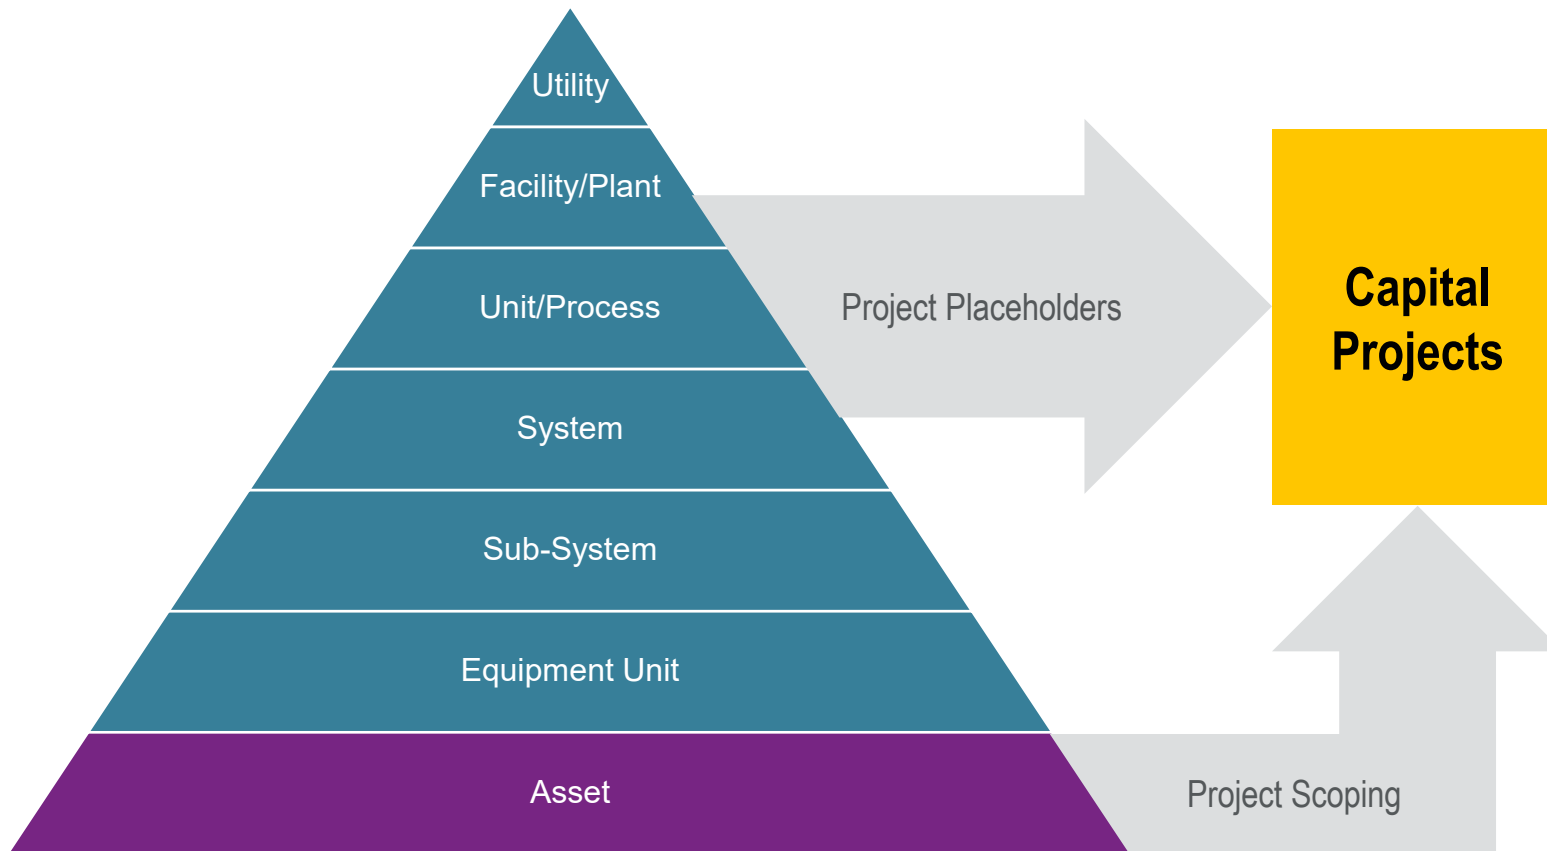 Utility
Facility/Plant
Unit/Process
System
Sub-System
Equipment Unit
Asset
Project Placeholders
Capital
Projects
Project Scoping